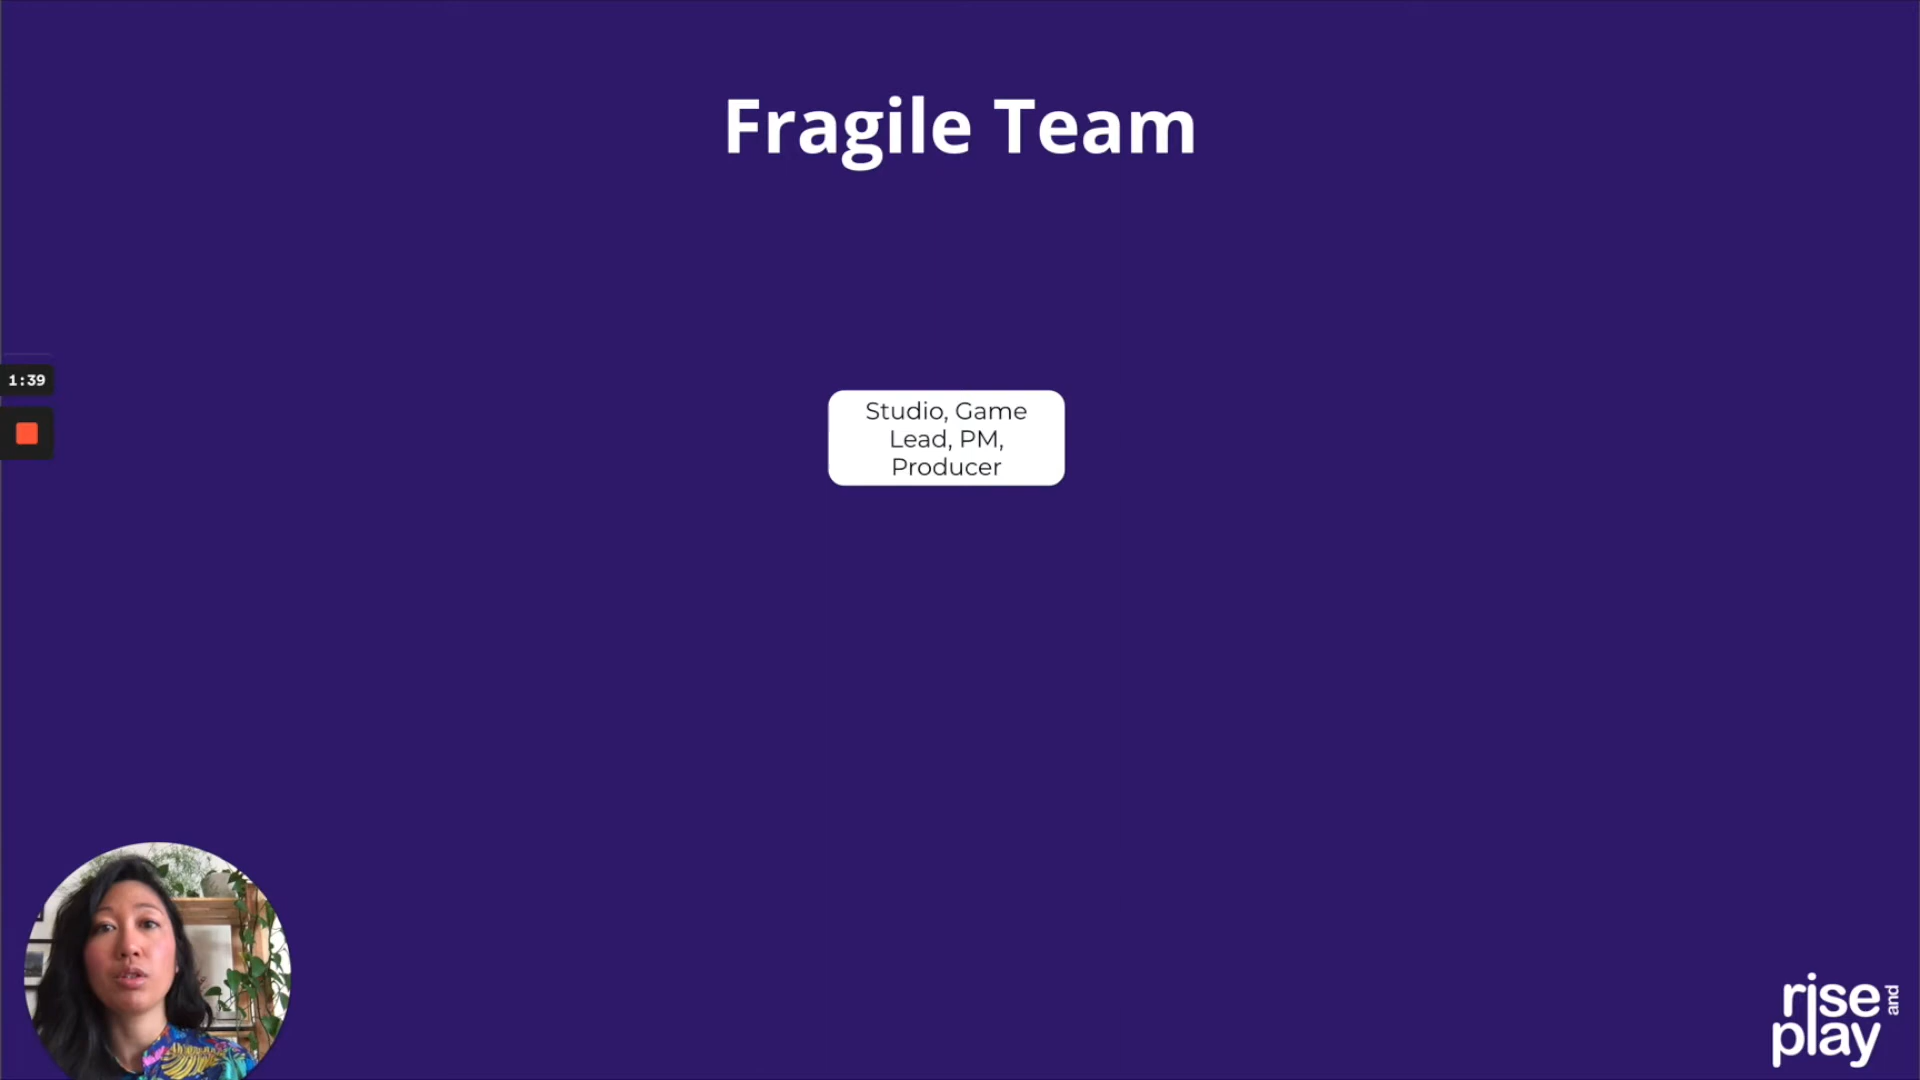 Fragile Team
1:39
Studio, Game
Lead, PM,
Producer
rise and
play